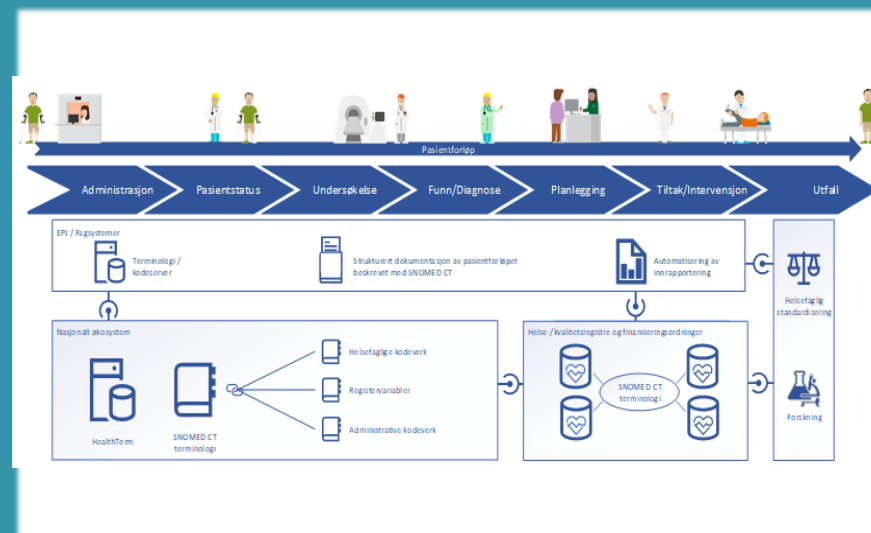 Pasientforløp
Administrasjon
Pasientstatus
Undersøkelse
Funn/Diagnose
Planlegging
Tiltak/Intervensjon
Utfall
EPJ / Fagsystemer
Terminologi /
kodeserver
Strukturert dokumentasjon av pasientforløpet
beskrevet med SNOMED CT
Automatisering av
innrapportering
Helsefaglig
standardisering
Nasjonalt økosystem
HealthTerm
SNOMED CT
terminologi
Helsefaglige kodeverk
Registervariabler
Administrative kodeverk
Helse /kvalitetsregistre og finansieringsordninger
SNOMED CT
terminologi
Forskning